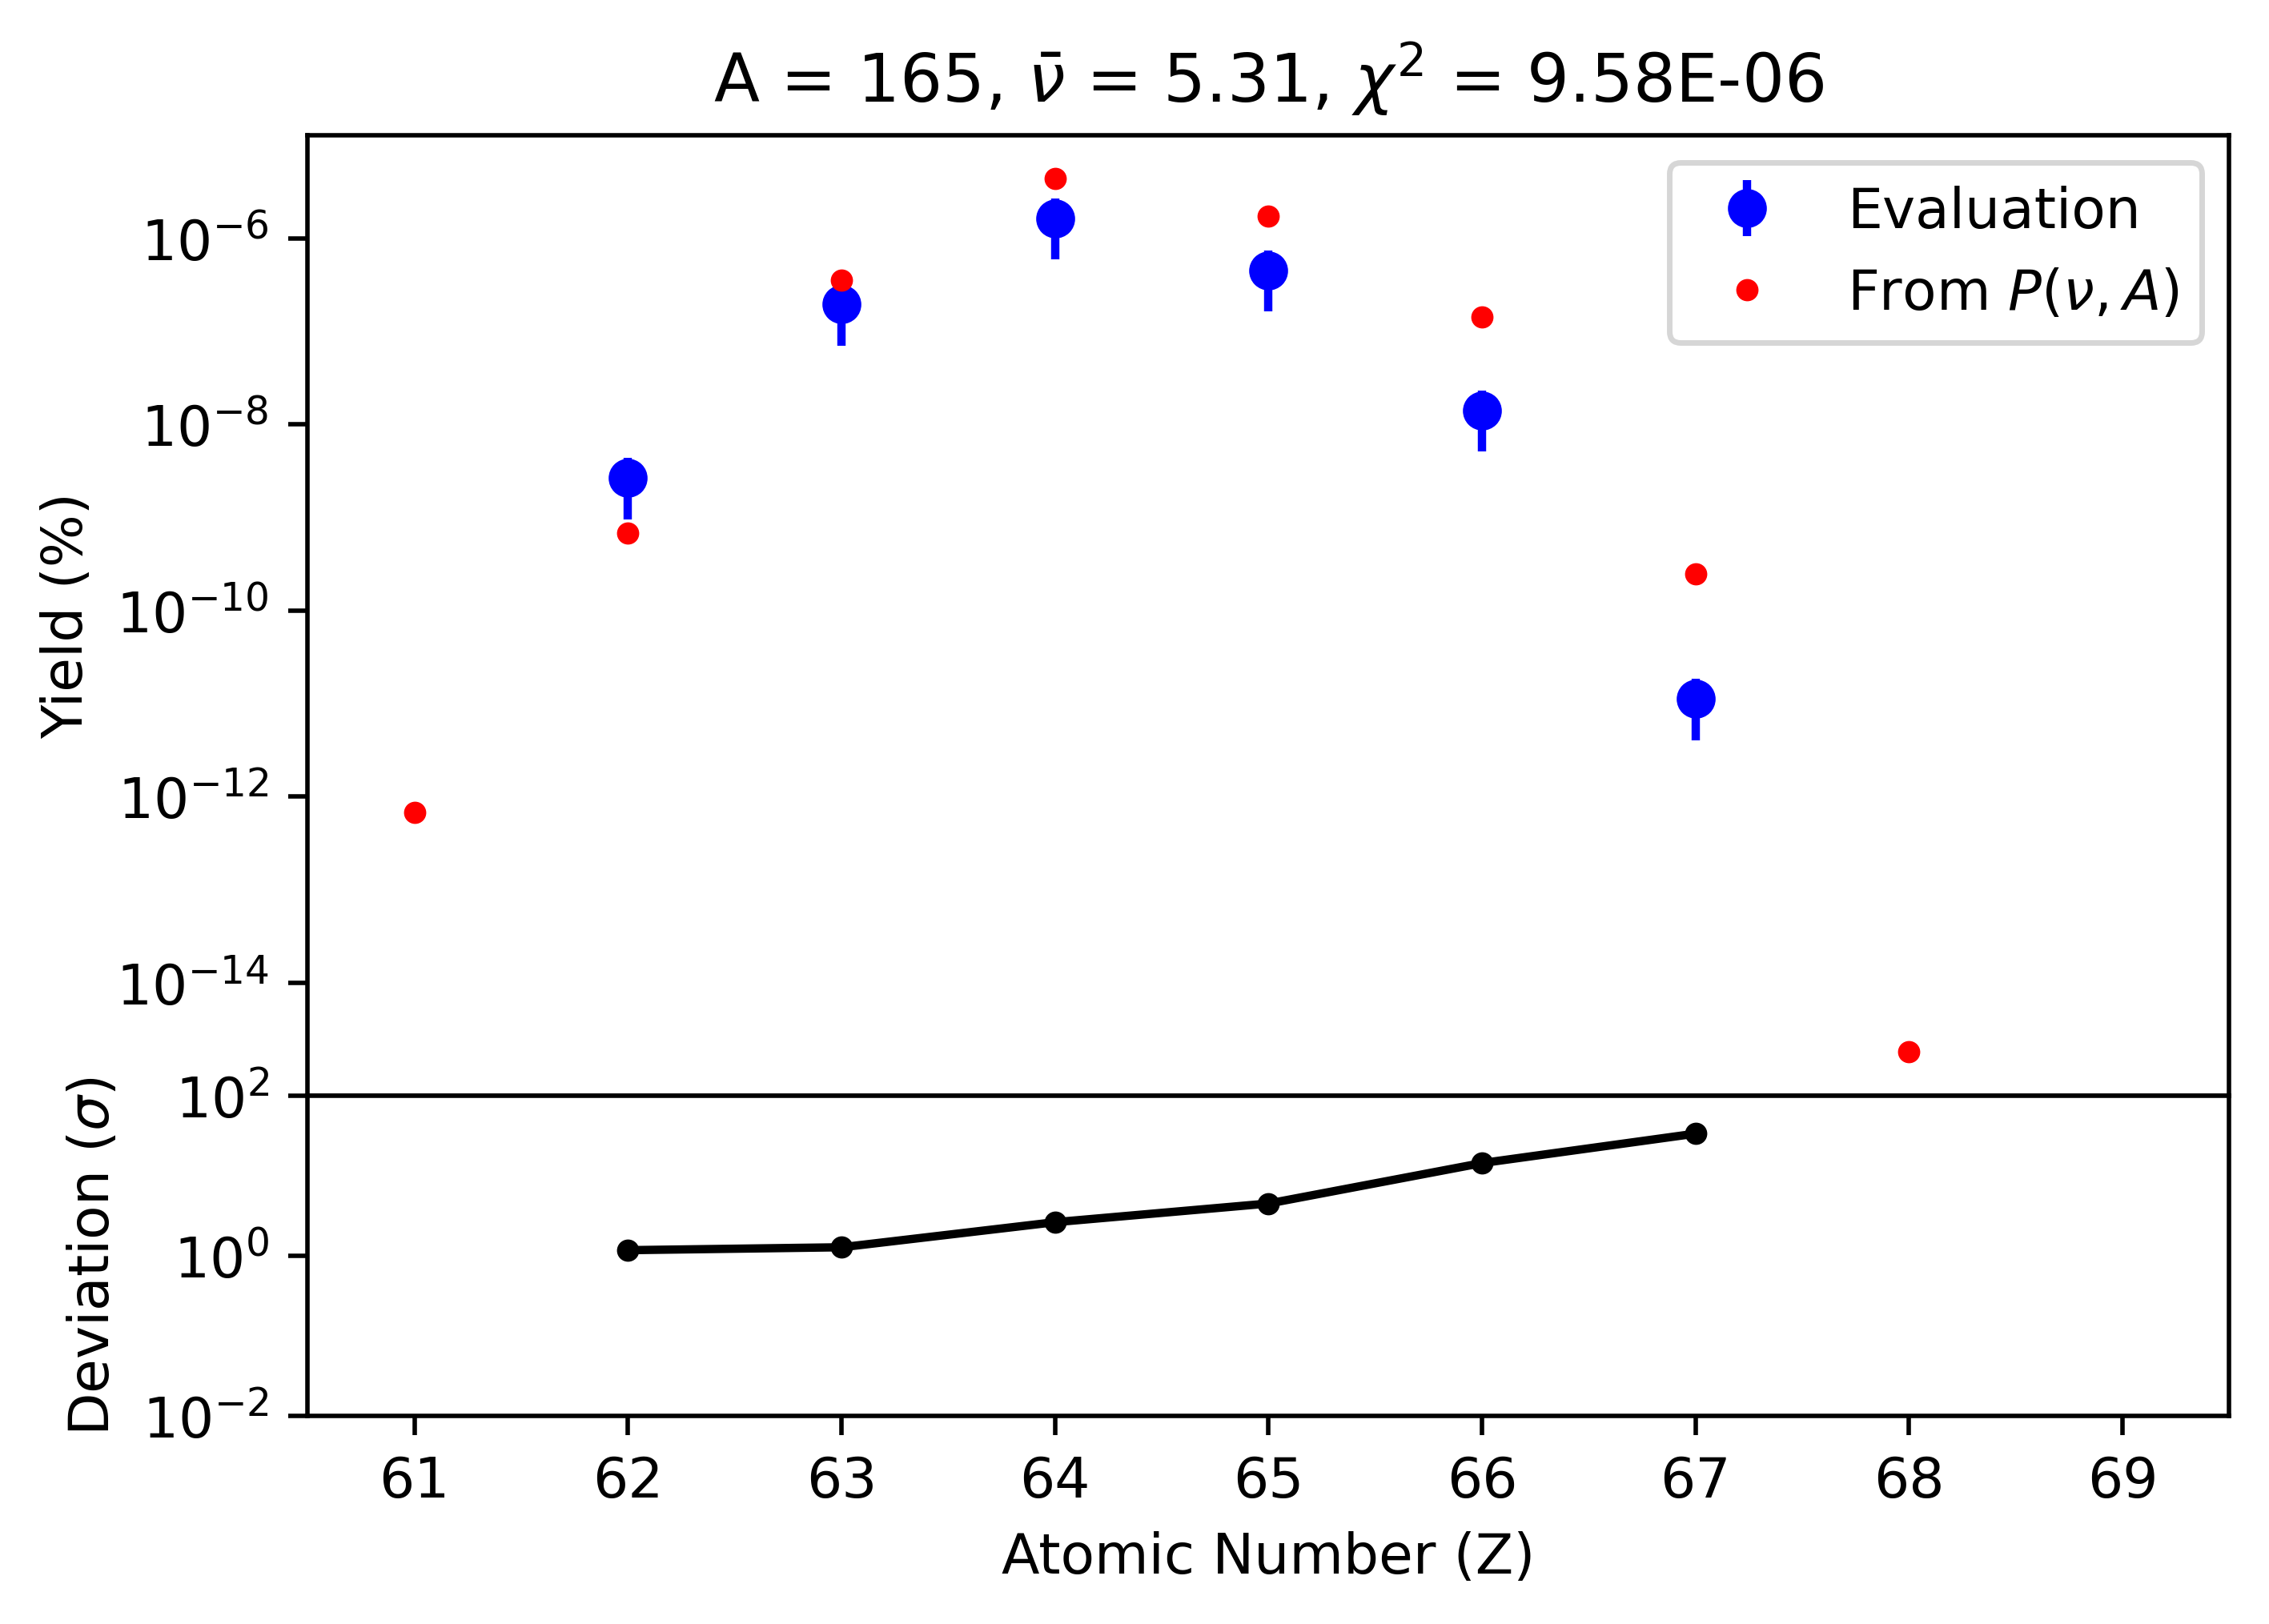 A = 165, ν̄ = 5.31, χ² = 9.58E-06
Evaluation
From P(ν, A)
Yield (%)
10⁻⁶
10⁻⁸
10⁻¹⁰
10⁻¹²
10⁻¹⁴
Deviation (σ)
10²
10⁰
10⁻²
61 62 63 64 65 66 67 68 69
Atomic Number (Z)